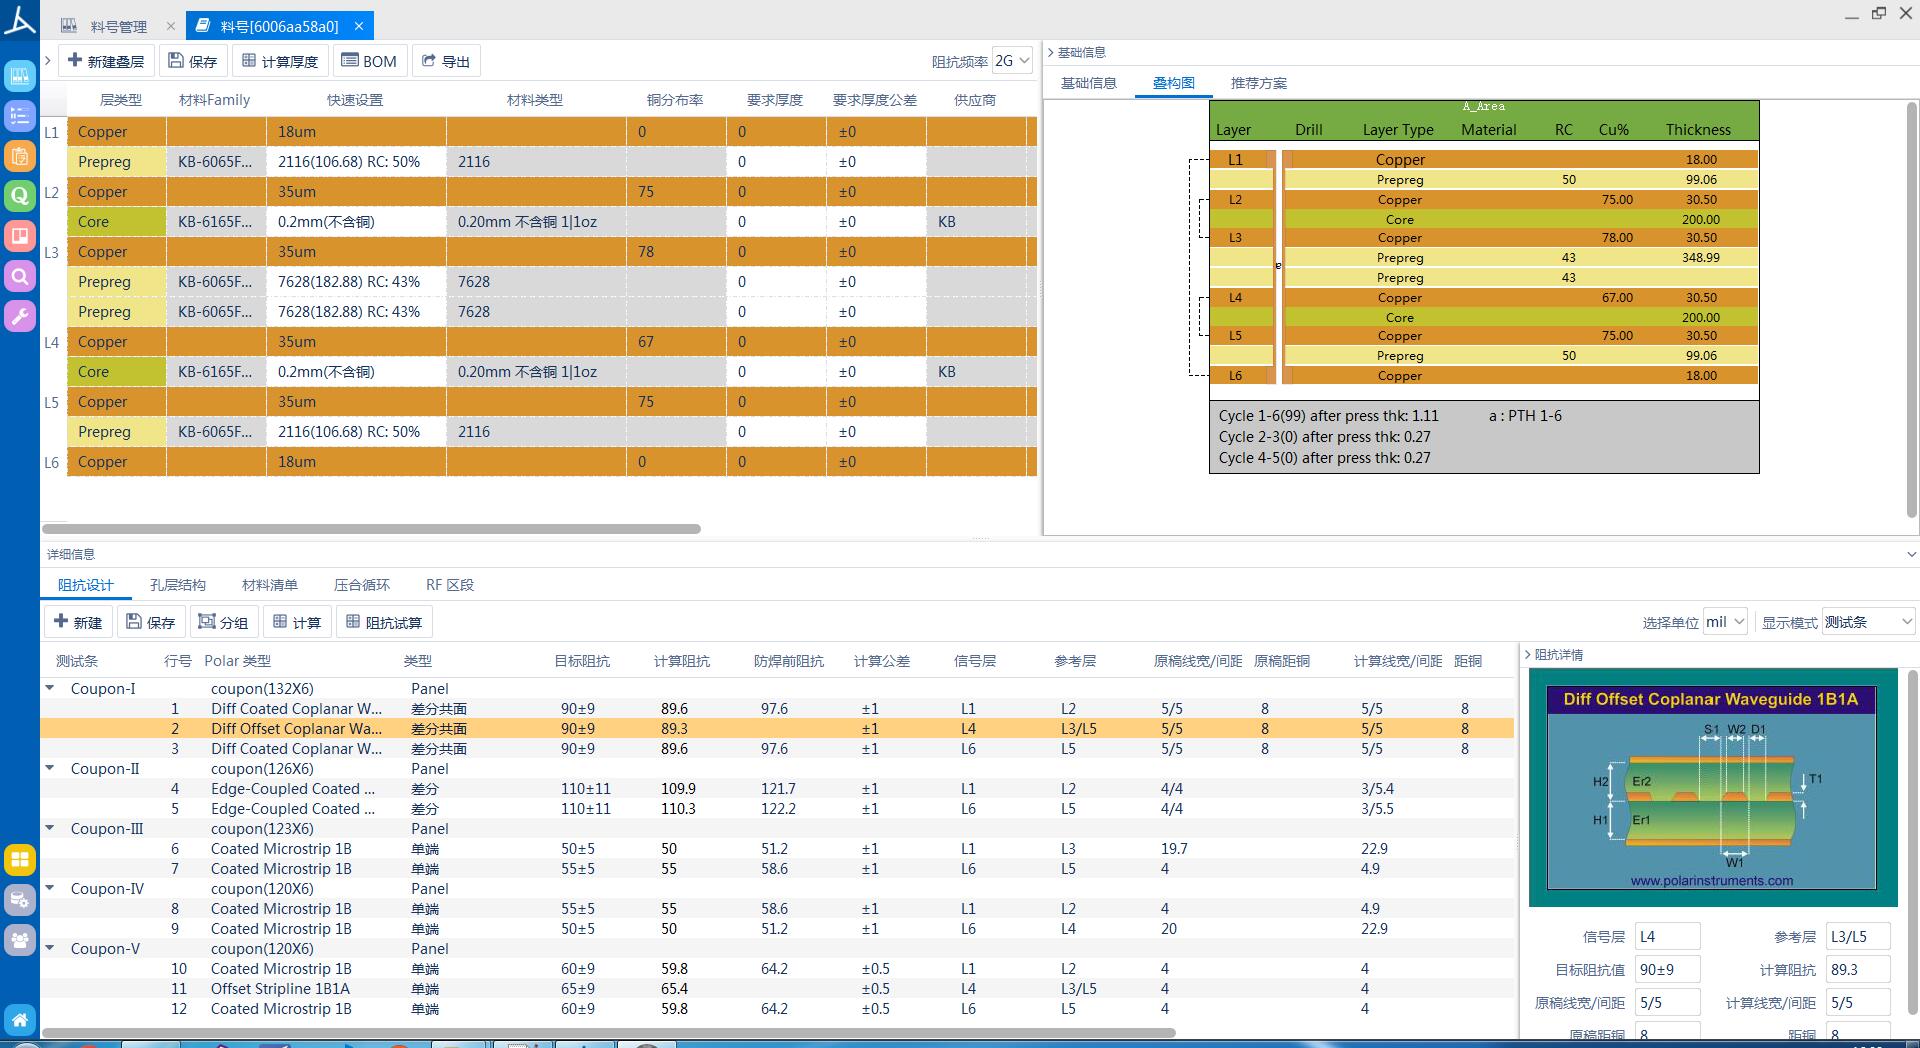 料号管理 × 料号[6006aa58a0] ×
新建叠层 保存 计算厚度 BOM 导出 阻抗频率 2G
层类型 材料Family 快速设置 材料类型 铜分布率 要求厚度 要求厚度公差 供应商
L1 Copper 18um 0 0 ±0
Prepreg KB-6065F... 2116(106.68) RC: 50% 2116 0 ±0
L2 Copper 35um 75 0 ±0
Core KB-6165F... 0.2mm(不含铜) 0.20mm 不含铜 1|1oz 0 ±0 KB
L3 Copper 35um 78 0 ±0
Prepreg KB-6065F... 7628(182.88) RC: 43% 7628 0 ±0
Prepreg KB-6065F... 7628(182.88) RC: 43% 7628 0 ±0
L4 Copper 35um 67 0 ±0
Core KB-6165F... 0.2mm(不含铜) 0.20mm 不含铜 1|1oz 0 ±0 KB
L5 Copper 35um 75 0 ±0
Prepreg KB-6065F... 2116(106.68) RC: 50% 2116 0 ±0
L6 Copper 18um 0 0 ±0
基础信息
基础信息 叠构图 推荐方案
A_Area
Layer Drill Layer Type Material RC Cu% Thickness
L1 Copper 18.00
Prepreg 50 99.06
L2 Copper 75.00 30.50
Core 200.00
L3 Copper 78.00 30.50
Prepreg 43 348.99
a
Prepreg 43
L4 Copper 67.00 30.50
Core 200.00
L5 Copper 75.00 30.50
Prepreg 50 99.06
L6 Copper 18.00
Cycle 1-6(99) after press thk: 1.11 a : PTH 1-6
Cycle 2-3(0) after press thk: 0.27
Cycle 4-5(0) after press thk: 0.27
详细信息
阻抗设计 孔层结构 材料清单 压合循环 RF 区段
新建 保存 分组 计算 阻抗试算 选择单位 mil 显示模式 测试条
测试条 行号 Polar 类型 类型 目标阻抗 计算阻抗 防焊前阻抗 计算公差 信号层 参考层 原稿线宽/间距 原稿距铜 计算线宽/间距 距铜
Coupon-I coupon(132X6) Panel
1 Diff Coated Coplanar W... 差分共面 90±9 89.6 97.6 ±1 L1 L2 5/5 8 5/5 8
2 Diff Offset Coplanar Wa... 差分共面 90±9 89.3 ±1 L4 L3/L5 5/5 8 5/5 8
3 Diff Coated Coplanar W... 差分共面 90±9 89.6 97.6 ±1 L6 L5 5/5 8 5/5 8
Coupon-II coupon(126X6) Panel
4 Edge-Coupled Coated ... 差分 110±11 109.9 121.7 ±1 L1 L2 4/4 3/5.4
5 Edge-Coupled Coated ... 差分 110±11 110.3 122.2 ±1 L6 L5 4/4 3/5.5
Coupon-III coupon(123X6) Panel
6 Coated Microstrip 1B 单端 50±5 50 51.2 ±1 L1 L3 19.7 22.9
7 Coated Microstrip 1B 单端 55±5 55 58.6 ±1 L6 L5 4 4.9
Coupon-IV coupon(120X6) Panel
8 Coated Microstrip 1B 单端 55±5 55 58.6 ±1 L1 L2 4 4.9
9 Coated Microstrip 1B 单端 50±5 50 51.2 ±1 L6 L4 20 22.9
Coupon-V coupon(120X6) Panel
10 Coated Microstrip 1B 单端 60±9 59.8 64.2 ±0.5 L1 L2 4 4
11 Offset Stripline 1B1A 单端 65±9 65.4 ±0.5 L4 L3/L5 4 4
12 Coated Microstrip 1B 单端 60±9 59.8 64.2 ±0.5 L6 L5 4 4
阻抗详情
Diff Offset Coplanar Waveguide 1B1A
S1 W2 D1
H2 Er2 T1
H1 Er1
W1
www.polarinstruments.com
信号层 L4 参考层 L3/L5
目标阻抗值 90±9 计算阻抗 89.3
原稿线宽/间距 5/5 计算线宽/间距 5/5
原稿距铜 8 距铜 8